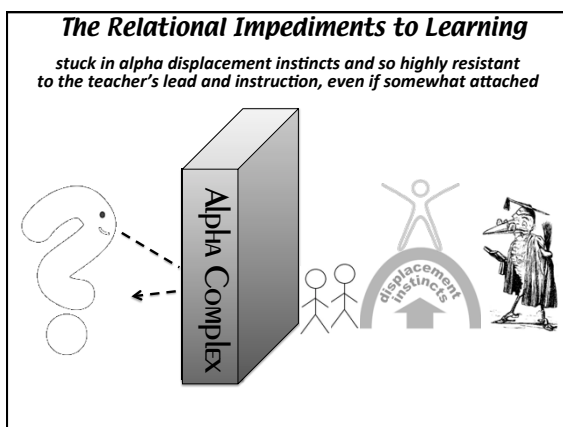 The Relational Impediments to Learning
stuck in alpha displacement instincts and so highly resistant
to the teacher's lead and instruction, even if somewhat attached
Alpha Complex
displacement
instincts